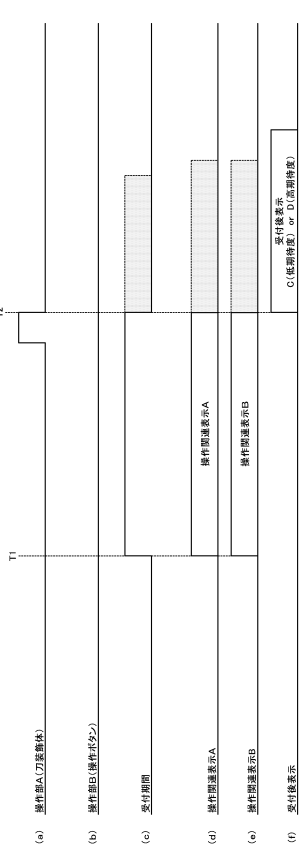 T1
T2
(a) 操作部A(刀装飾体)
(b) 操作部B(操作ボタン)
(c) 受付期間
(d) 操作関連表示A
操作関連表示A
(e) 操作関連表示B
操作関連表示B
(f) 受付後表示
受付後表示
C(低期待度) or D(高期待度)